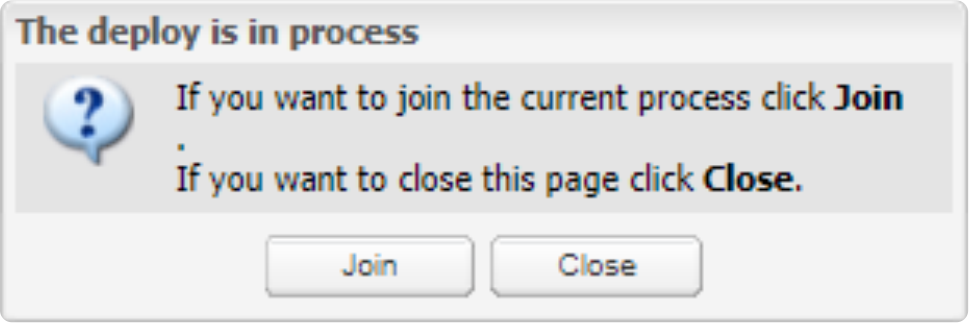 The deploy is in process
If you want to join the current process click Join
.
If you want to close this page click Close.
Join
Close